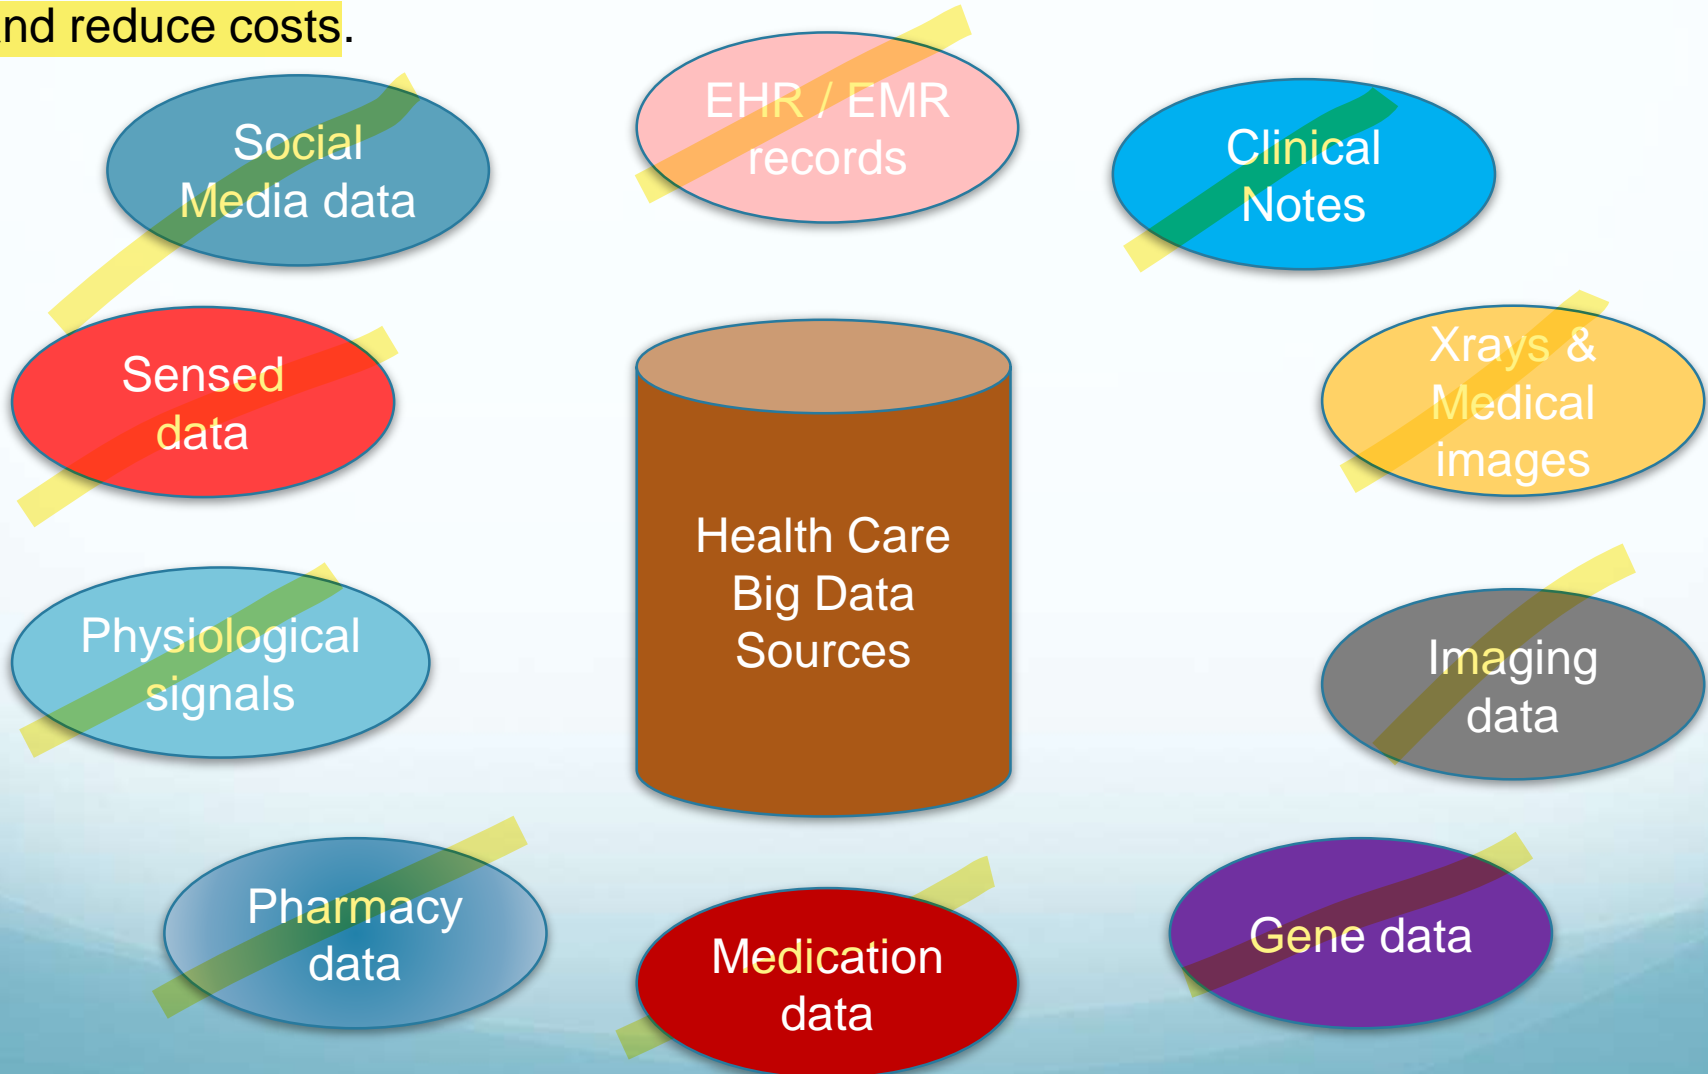 nd reduce costs.
EHR / EMR
records
Social
Media data
Clinical
Notes
Sensed
data
Xrays &
Medical
images
Health Care
Big Data
Sources
Physiological
signals
Imaging
data
Pharmacy
data
Medication
data
Gene data